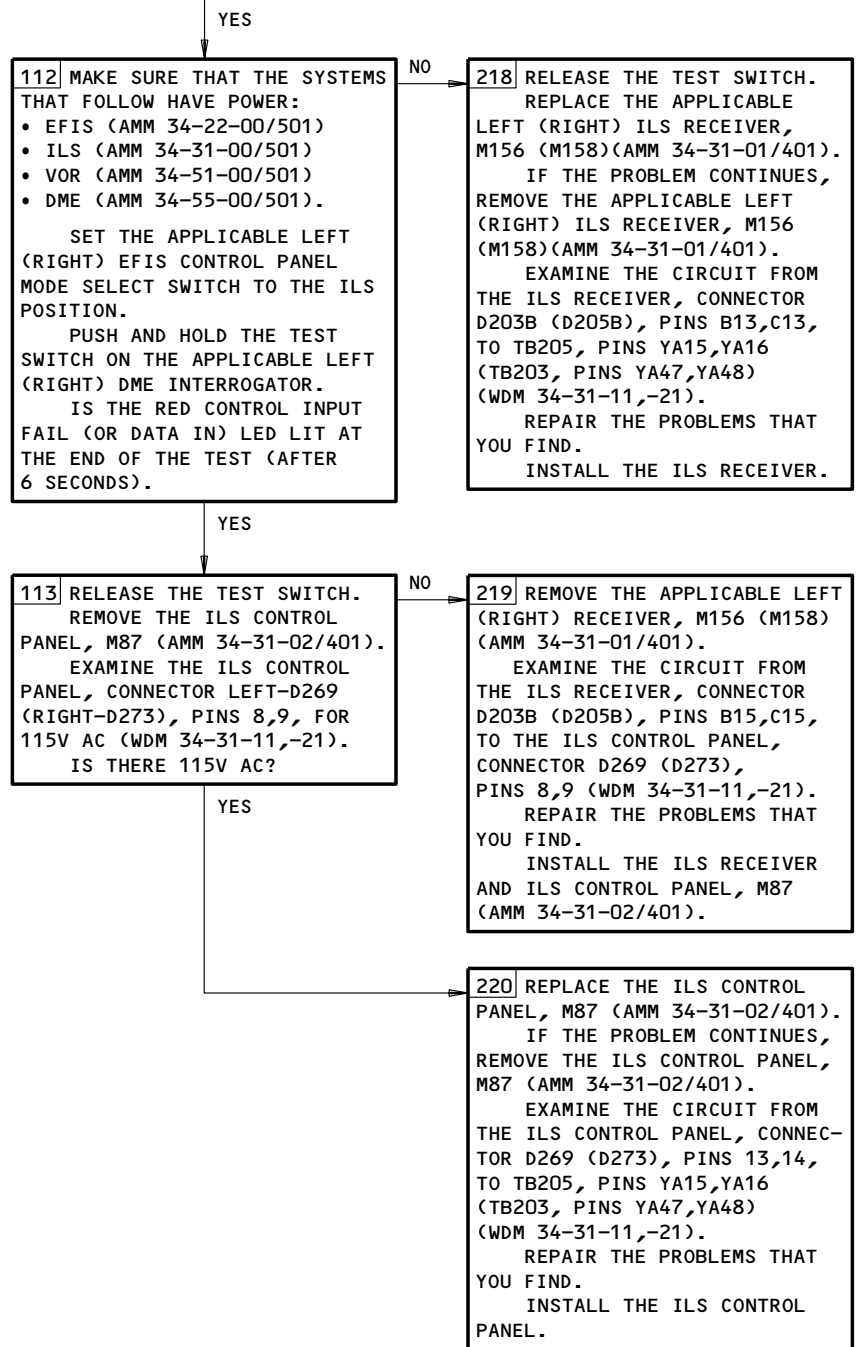 YES
112 MAKE SURE THAT THE SYSTEMS
THAT FOLLOW HAVE POWER:
• EFIS (AMM 34-22-00/501)
• ILS (AMM 34-31-00/501)
• VOR (AMM 34-51-00/501)
• DME (AMM 34-55-00/501).
SET THE APPLICABLE LEFT
(RIGHT) EFIS CONTROL PANEL
MODE SELECT SWITCH TO THE ILS
POSITION.
PUSH AND HOLD THE TEST
SWITCH ON THE APPLICABLE LEFT
(RIGHT) DME INTERROGATOR.
IS THE RED CONTROL INPUT
FAIL (OR DATA IN) LED LIT AT
THE END OF THE TEST (AFTER
6 SECONDS).
NO
218 RELEASE THE TEST SWITCH.
REPLACE THE APPLICABLE
LEFT (RIGHT) ILS RECEIVER,
M156 (M158)(AMM 34-31-01/401).
IF THE PROBLEM CONTINUES,
REMOVE THE APPLICABLE LEFT
(RIGHT) ILS RECEIVER, M156
(M158)(AMM 34-31-01/401).
EXAMINE THE CIRCUIT FROM
THE ILS RECEIVER, CONNECTOR
D203B (D205B), PINS B13,C13,
TO TB205, PINS YA15,YA16
(TB203, PINS YA47,YA48)
(WDM 34-31-11,-21).
REPAIR THE PROBLEMS THAT
YOU FIND.
INSTALL THE ILS RECEIVER.
YES
113 RELEASE THE TEST SWITCH.
REMOVE THE ILS CONTROL
PANEL, M87 (AMM 34-31-02/401).
EXAMINE THE ILS CONTROL
PANEL, CONNECTOR LEFT-D269
(RIGHT-D273), PINS 8,9, FOR
115V AC (WDM 34-31-11,-21).
IS THERE 115V AC?
NO
219 REMOVE THE APPLICABLE LEFT
(RIGHT) RECEIVER, M156 (M158)
(AMM 34-31-01/401).
EXAMINE THE CIRCUIT FROM
THE ILS RECEIVER, CONNECTOR
D203B (D205B), PINS B15,C15,
TO THE ILS CONTROL PANEL,
CONNECTOR D269 (D273),
PINS 8,9 (WDM 34-31-11,-21).
REPAIR THE PROBLEMS THAT
YOU FIND.
INSTALL THE ILS RECEIVER
AND ILS CONTROL PANEL, M87
(AMM 34-31-02/401).
YES
220 REPLACE THE ILS CONTROL
PANEL, M87 (AMM 34-31-02/401).
IF THE PROBLEM CONTINUES,
REMOVE THE ILS CONTROL PANEL,
M87 (AMM 34-31-02/401).
EXAMINE THE CIRCUIT FROM
THE ILS CONTROL PANEL, CONNEC-
TOR D269 (D273), PINS 13,14,
TO TB205, PINS YA15,YA16
(TB203, PINS YA47,YA48)
(WDM 34-31-11,-21).
REPAIR THE PROBLEMS THAT
YOU FIND.
INSTALL THE ILS CONTROL
PANEL.